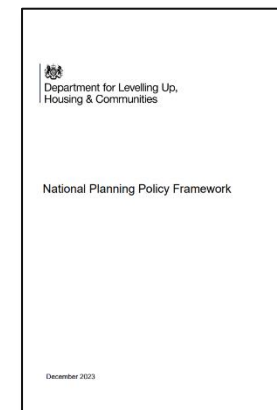 Department for Levelling Up,
Housing & Communities
National Planning Policy Framework
December 2023